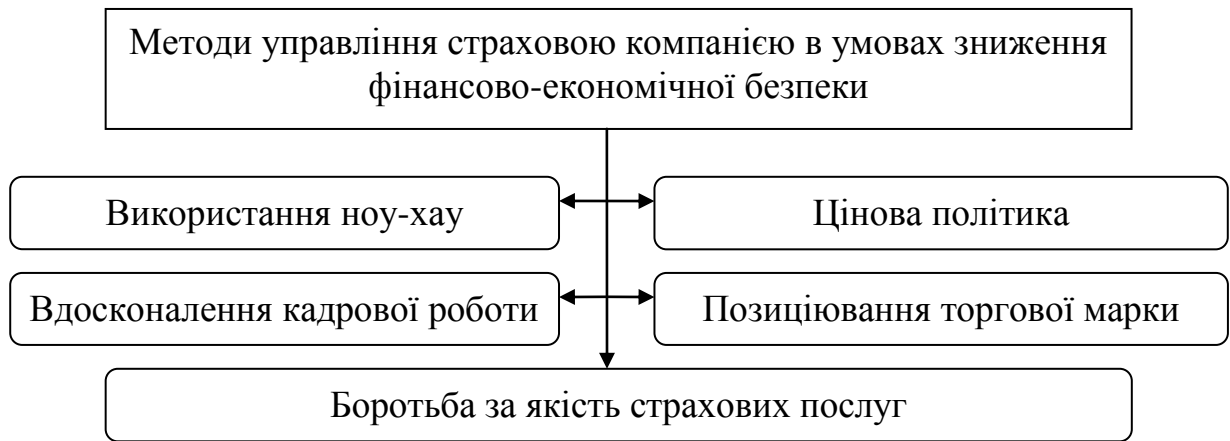 Методи управління страховою компанією в умовах зниження
фінансово-економічної безпеки
Використання ноу-хау
Цінова політика
Вдосконалення кадрової роботи
Позиціювання торгової марки
Боротьба за якість страхових послуг